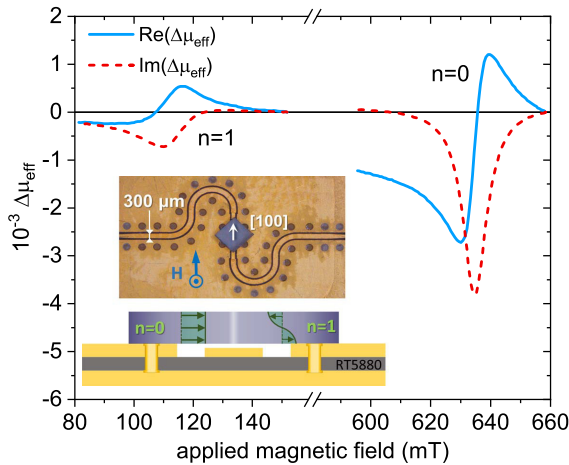 Re(Δμeff)
Im(Δμeff)
n=0
n=1
300 μm
[100]
H
n=0
n=1
RT5880
2
1
0
-1
-2
-3
-4
-5
-6
10⁻³ Δμeff
80
100
120
140
600
620
640
660
applied magnetic field (mT)